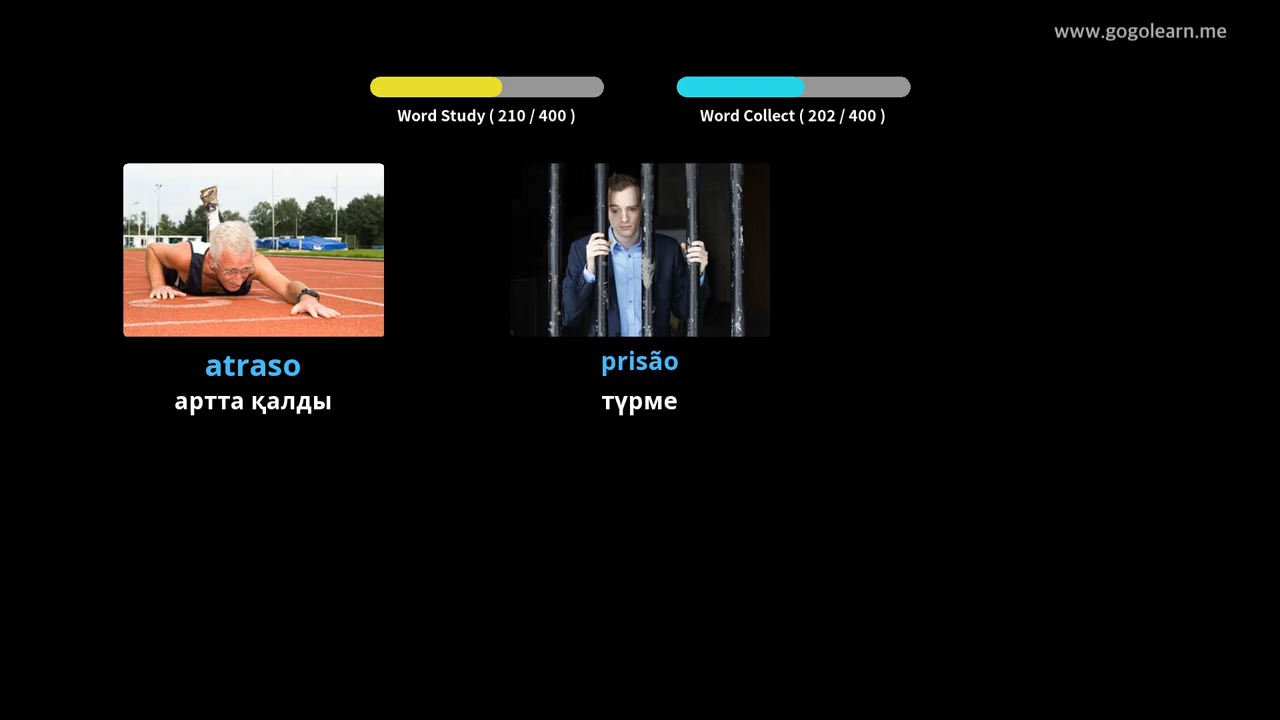 www.gogolearn.me
Word Study ( 210 / 400 )
Word Collect ( 202 / 400 )
atraso
артта қалды
prisão
түрме